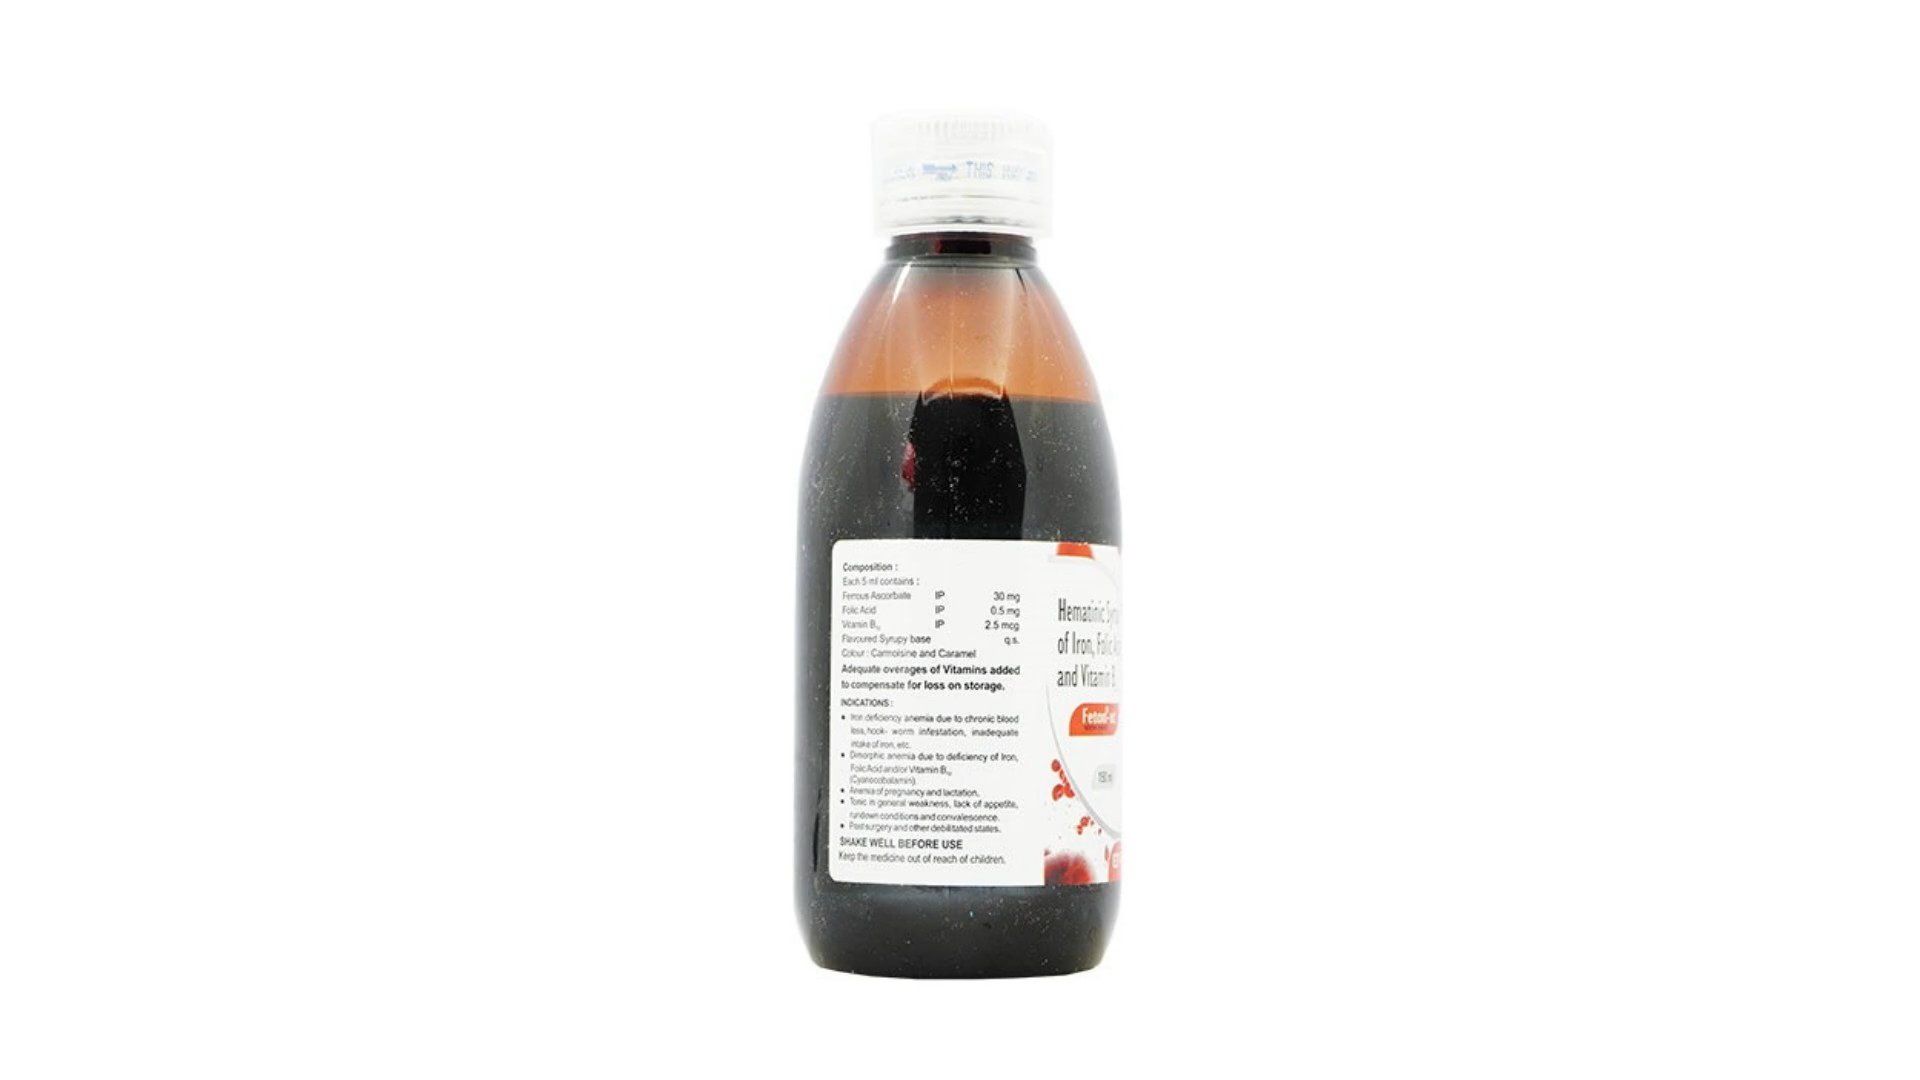 THIS
Composition :
Each 5 ml contains :
Ferrous Ascorbate IP 30 mg
Folic Acid IP 0.5 mg
Vitamin B₁₂ IP 2.5 mcg
Flavoured Syrupy base q.s.
Colour : Carmoisine and Caramel
Adequate overages of Vitamins added
to compensate for loss on storage.
INDICATIONS :
• Iron deficiency anemia due to chronic blood
loss, hook- worm infestation, inadequate
intake of iron, etc.
• Dimorphic anemia due to deficiency of Iron,
Folic Acid and/or Vitamin B₁₂
(Cyanocobalamin).
• Anemia of pregnancy and lactation.
• Tonic in general weakness, lack of appetite,
rundown conditions and convalescence.
• Post surgery and other debilitated states.
SHAKE WELL BEFORE USE
Keep the medicine out of reach of children.
Hematinic
of Iron, Folic
and Vitamin B
150 ml